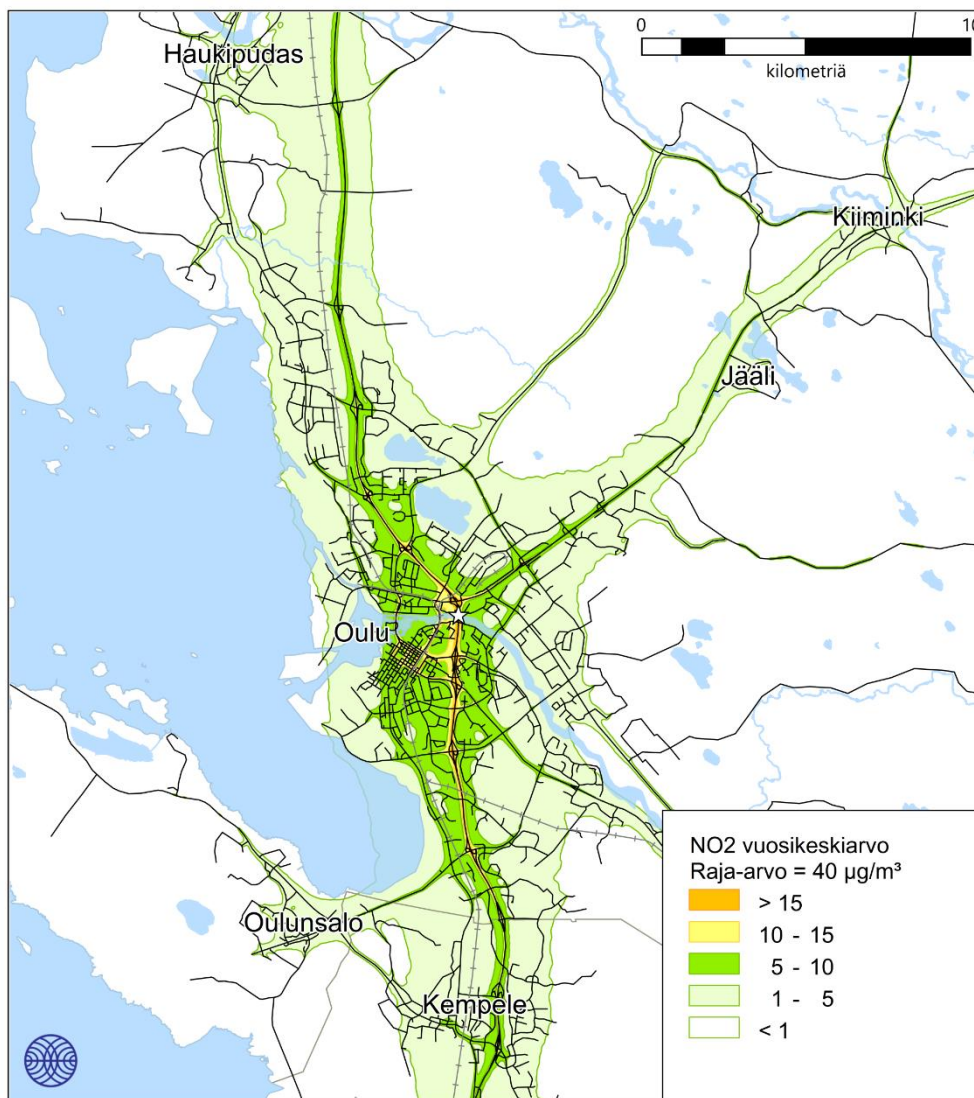 0 10
kilometriä
Haukipudas
Kiiminki
Jääli
Oulu
Oulunsalo
Kempele
NO2 vuosikeskiarvo
Raja-arvo = 40 µg/m³
> 15
10 - 15
5 - 10
1 - 5
< 1